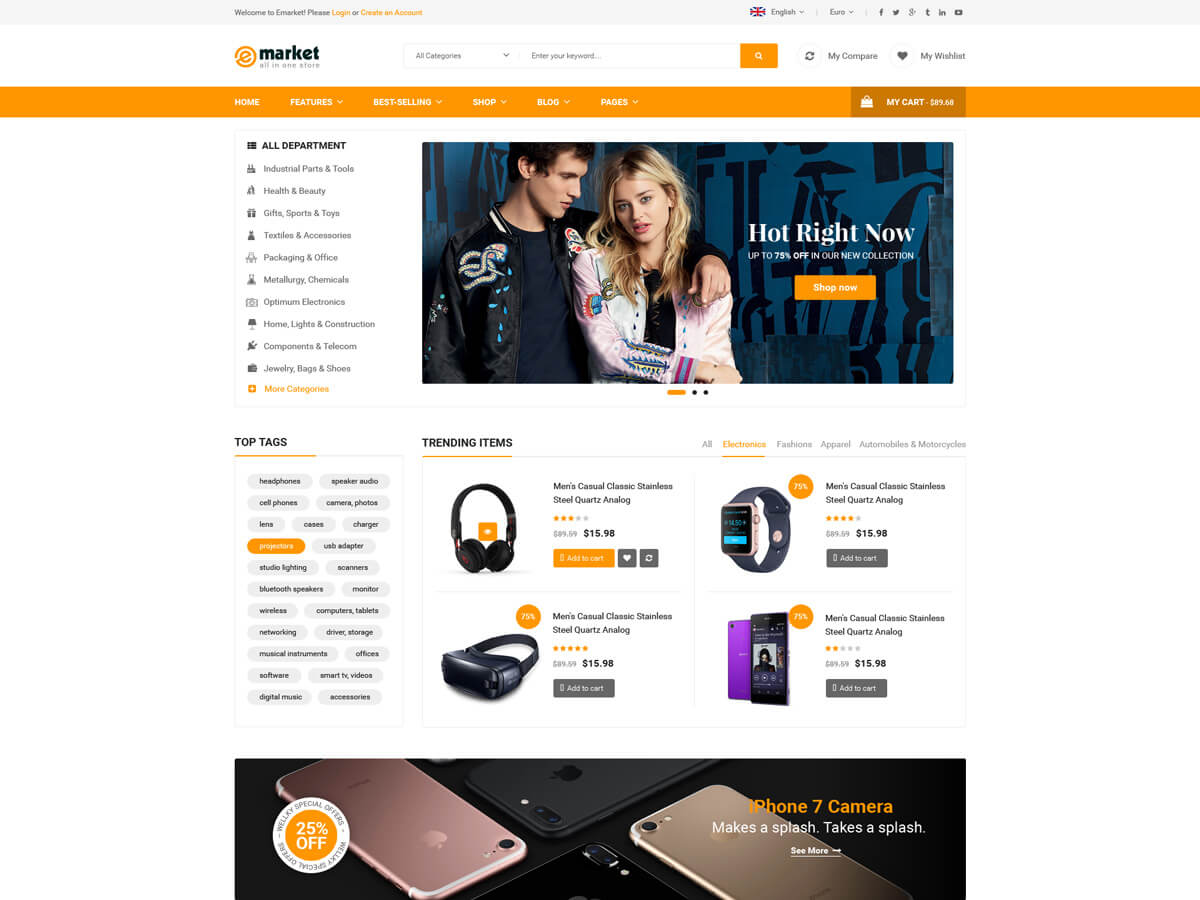 Welcome to Emarket! Please Login or Create an Account
English
Euro
e market
all in one store
All Categories
Enter your keyword...
My Compare
My Wishlist
HOME
FEATURES
BEST-SELLING
SHOP
BLOG
PAGES
MY CART - $89.68
ALL DEPARTMENT
Industrial Parts & Tools
Health & Beauty
Gifts, Sports & Toys
Textiles & Accessories
Packaging & Office
Metallurgy, Chemicals
Optimum Electronics
Home, Lights & Construction
Components & Telecom
Jewelry, Bags & Shoes
More Categories
Hot Right Now
UP TO 75% OFF IN OUR NEW COLLECTION
Shop now
TOP TAGS
headphones speaker audio
cell phones camera, photos
lens cases charger
projectors usb adapter
studio lighting scanners
bluetooth speakers monitor
wireless computers, tablets
networking driver, storage
musical instruments offices
software smart tv, videos
digital music accessories
TRENDING ITEMS
All Electronics Fashions Apparel Automobiles & Motorcycles
Men's Casual Classic Stainless
Steel Quartz Analog
$89.59 $15.98
Add to cart
75%
Men's Casual Classic Stainless
Steel Quartz Analog
$89.59 $15.98
Add to cart
75%
Men's Casual Classic Stainless
Steel Quartz Analog
$89.59 $15.98
Add to cart
75%
Men's Casual Classic Stainless
Steel Quartz Analog
$89.59 $15.98
Add to cart
WELLKY SPECIAL OFFERS - WELLKY SPECIAL OFFERS -
25%
OFF
iPhone 7 Camera
Makes a splash. Takes a splash.
See More